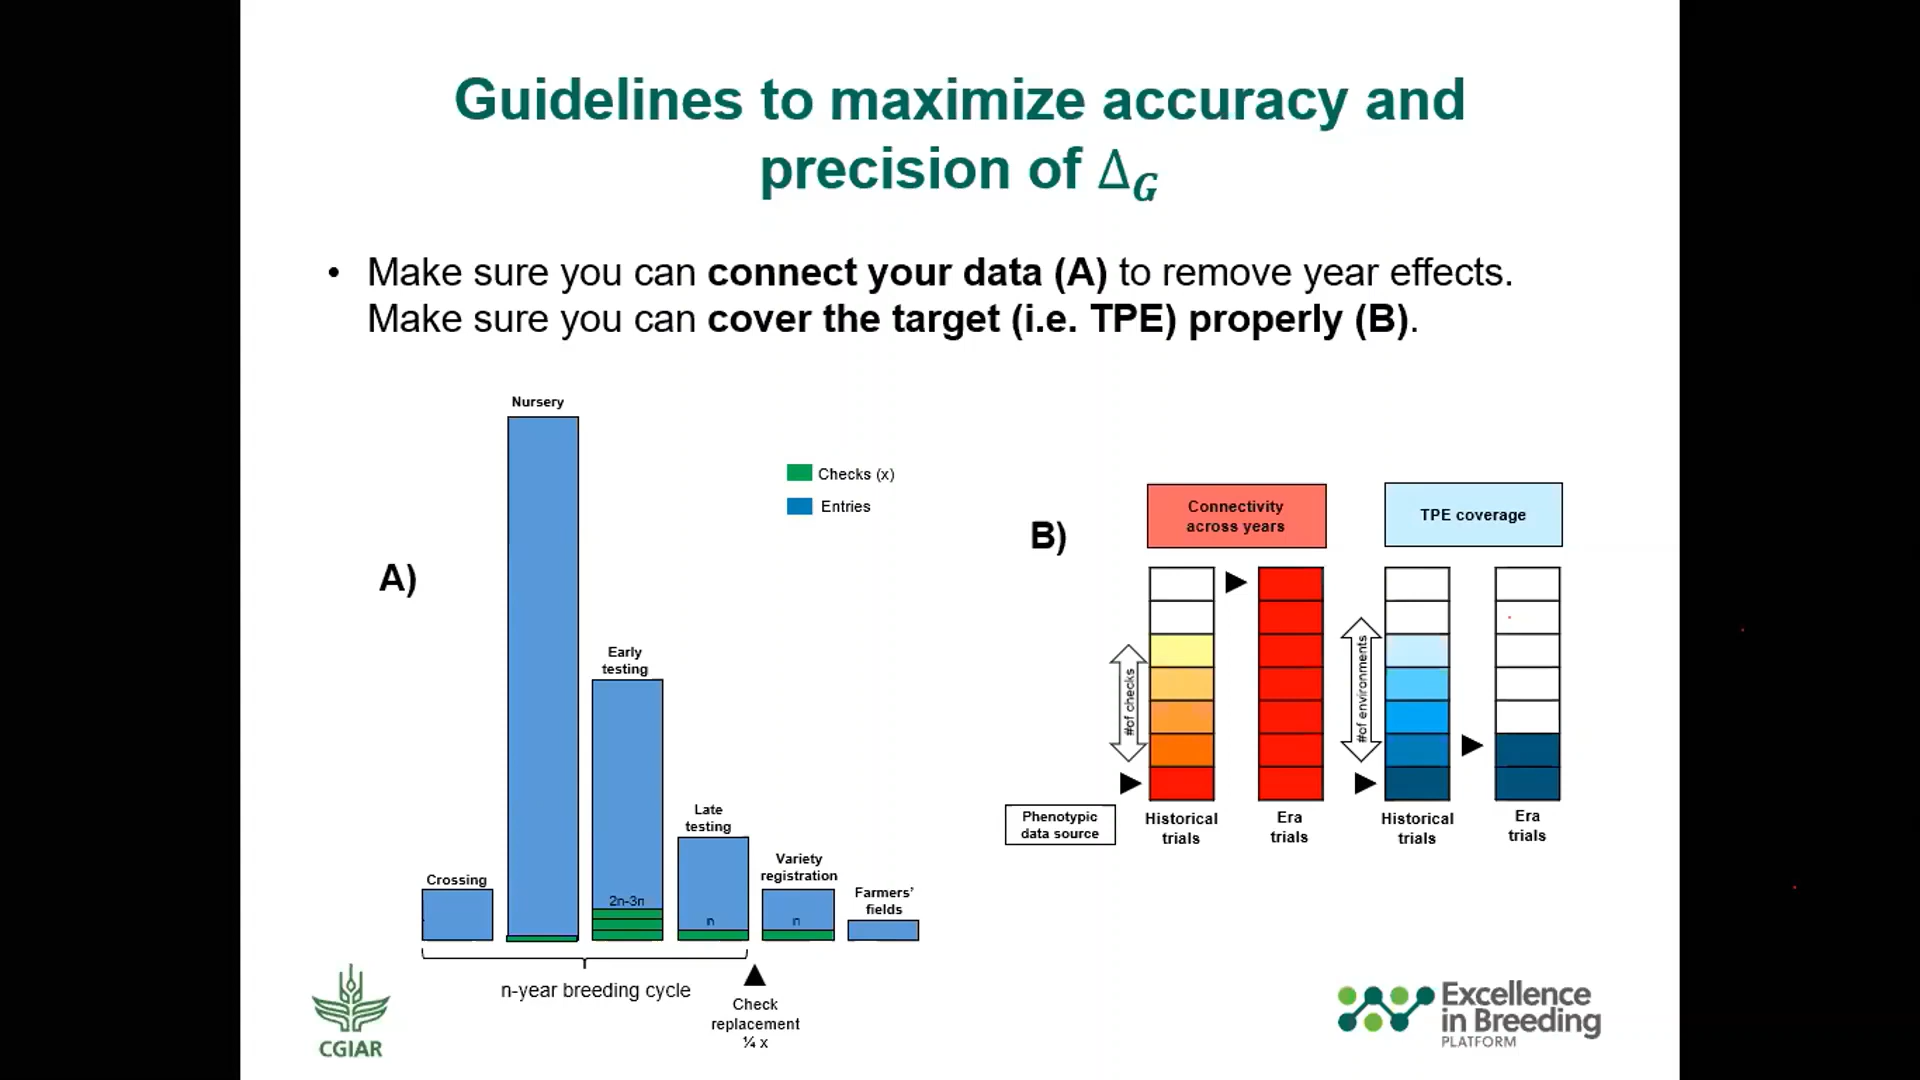 Guidelines to maximize accuracy and
precision of Δ_G
• Make sure you can connect your data (A) to remove year effects.
Make sure you can cover the target (i.e. TPE) properly (B).
A)
Nursery
Checks (x)
Entries
Early
testing
Late
testing
Variety
registration
Crossing
Farmers'
fields
2n-3n
n
n
n-year breeding cycle
Check
replacement
¼ x
B)
Connectivity
across years
TPE coverage
#of checks
#of environments
Phenotypic
data source
Historical
trials
Era
trials
Historical
trials
Era
trials
CGIAR
Excellence
in Breeding
PLATFORM